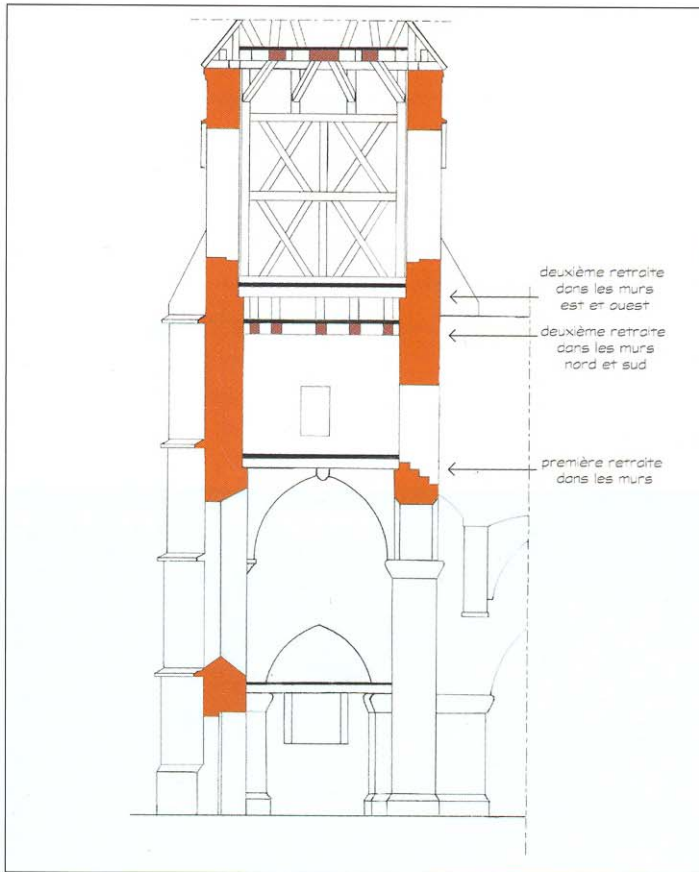 deuxième retraite
dans les murs
est et ouest
deuxième retraite
dans les murs
nord et sud
première retraite
dans les murs